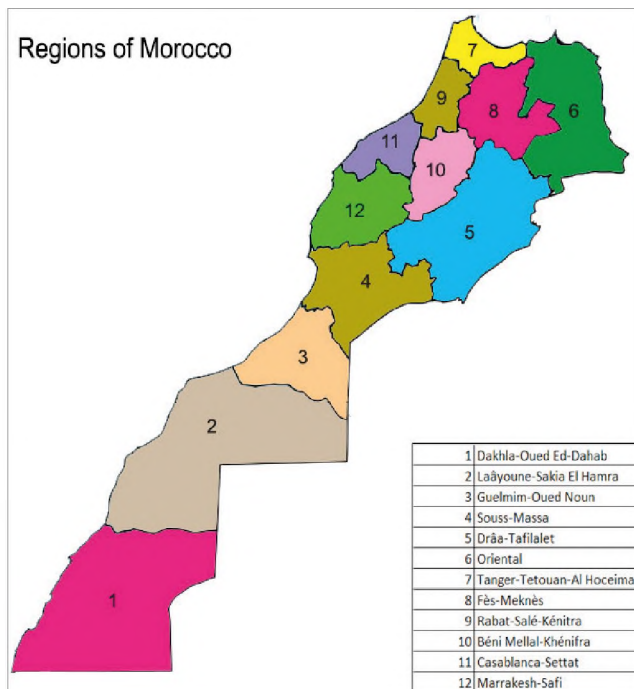 Regions of Morocco
7
9
8
6
11
10
12
5
4
3
2
1
1 Dakhla-Oued Ed-Dahab
2 Laâyoune-Sakia El Hamra
3 Guelmim-Oued Noun
4 Souss-Massa
5 Drâa-Tafilalet
6 Oriental
7 Tanger-Tetouan-Al Hoceima
8 Fès-Meknès
9 Rabat-Salé-Kénitra
10 Béni Mellal-Khénifra
11 Casablanca-Settat
12 Marrakesh-Safi